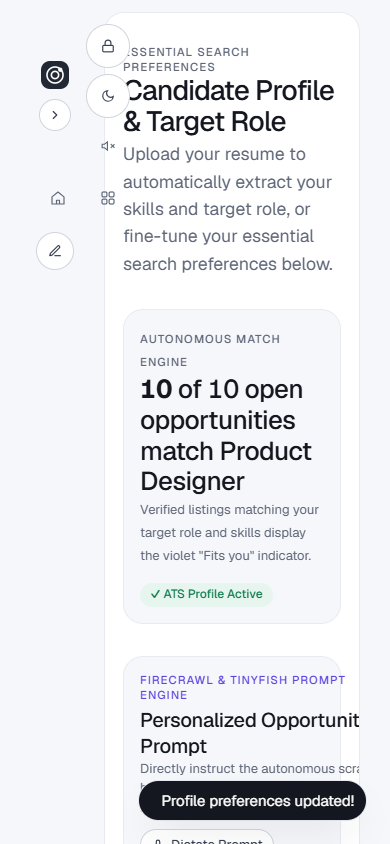 ESSENTIAL SEARCH
PREFERENCES
Candidate Profile
& Target Role
Upload your resume to
automatically extract your
skills and target role, or
fine-tune your essential
search preferences below.
AUTONOMOUS MATCH
ENGINE
10 of 10 open
opportunities
match Product
Designer
Verified listings matching your
target role and skills display
the violet "Fits you" indicator.
ATS Profile Active
FIRECRAWL & TINYFISH PROMPT
ENGINE
Personalized Opportunit
Prompt
Directly instruct the autonomous scra
Profile preferences updated!
Dictate Prompt